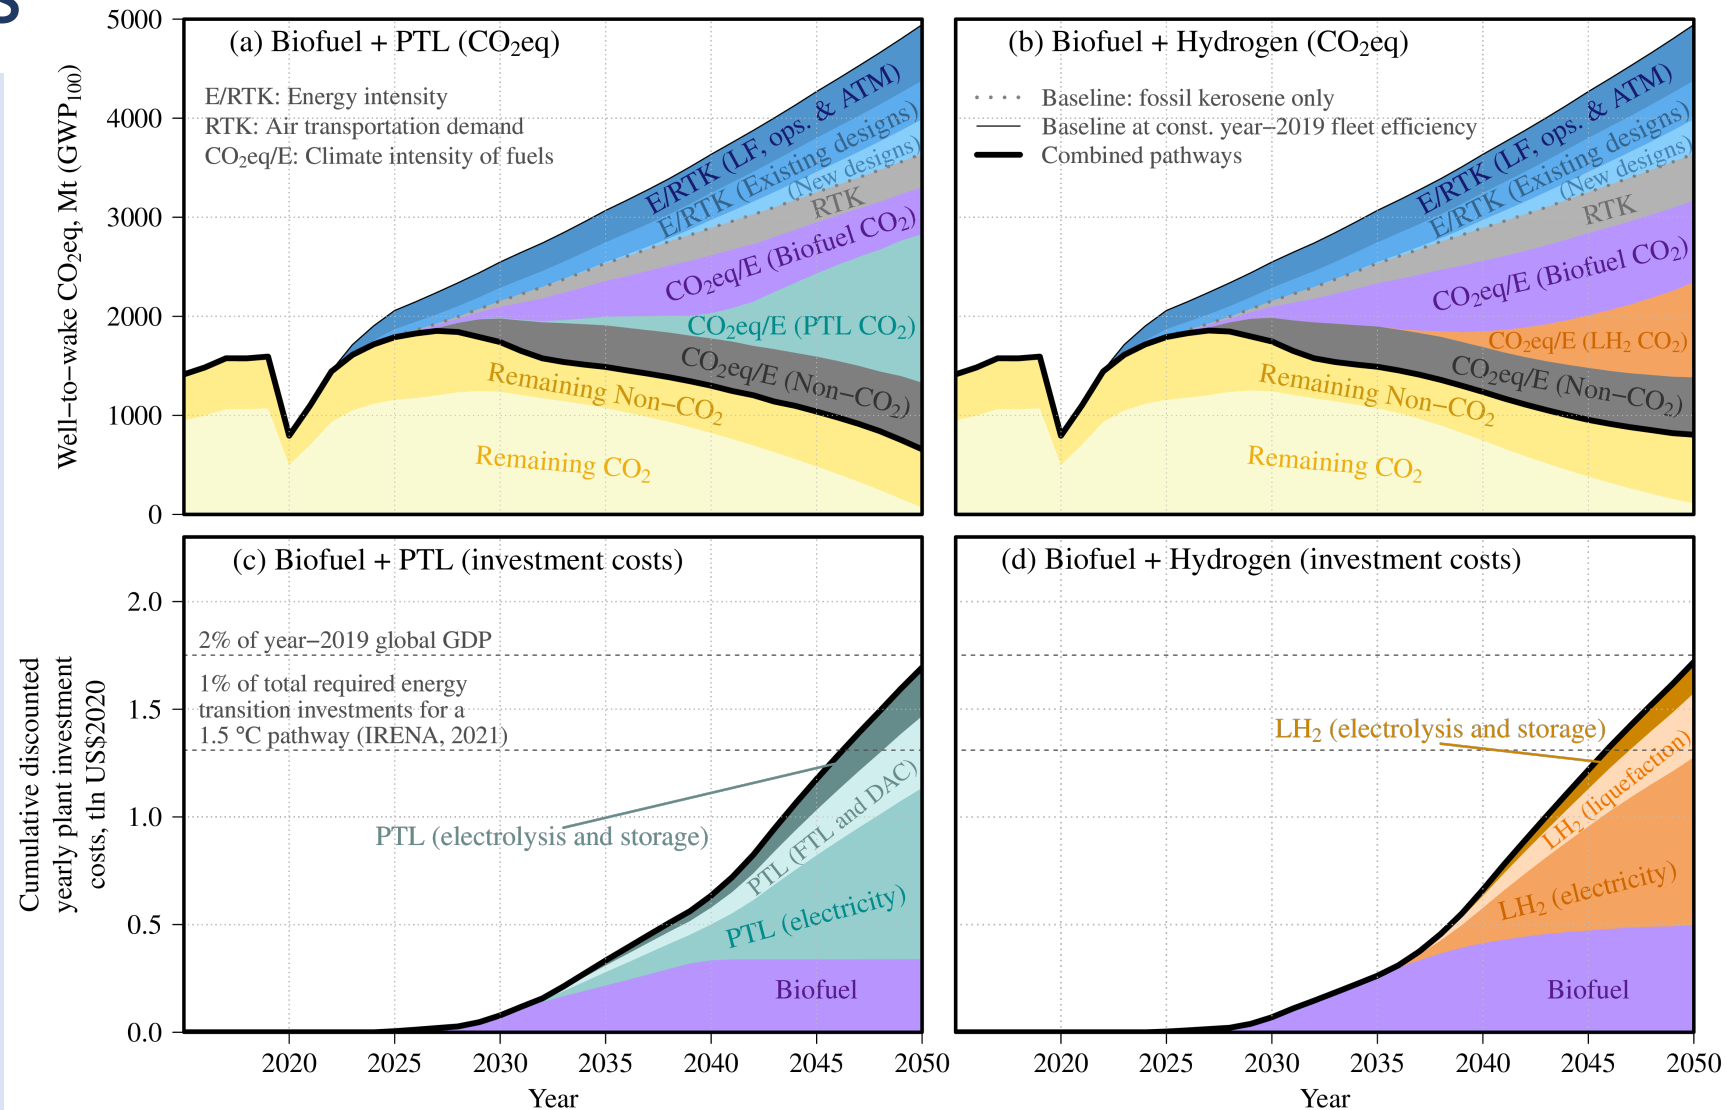 s
(a) Biofuel + PTL (CO₂eq)
E/RTK: Energy intensity
RTK: Air transportation demand
CO₂eq/E: Climate intensity of fuels
E/RTK (LF, ops. & ATM)
E/RTK (Existing designs)
(New designs)
RTK
CO₂eq/E (Biofuel CO₂)
CO₂eq/E (PTL CO₂)
CO₂eq/E (Non−CO₂)
Remaining Non−CO₂
Remaining CO₂
Well−to−wake CO₂eq, Mt (GWP₁₀₀)
5000
4000
3000
2000
1000
0
(b) Biofuel + Hydrogen (CO₂eq)
Baseline: fossil kerosene only
Baseline at const. year−2019 fleet efficiency
Combined pathways
E/RTK (LF, ops. & ATM)
E/RTK (Existing designs)
(New designs)
RTK
CO₂eq/E (Biofuel CO₂)
CO₂eq/E (LH₂ CO₂)
CO₂eq/E (Non−CO₂)
Remaining Non−CO₂
Remaining CO₂
(c) Biofuel + PTL (investment costs)
2% of year−2019 global GDP
1% of total required energy
transition investments for a
1.5 °C pathway (IRENA, 2021)
PTL (electrolysis and storage)
PTL (FTL and DAC)
PTL (electricity)
Biofuel
Cumulative discounted
yearly plant investment
costs, tln US$2020
2.0
1.5
1.0
0.5
0.0
2020 2025 2030 2035 2040 2045 2050
Year
(d) Biofuel + Hydrogen (investment costs)
LH₂ (electrolysis and storage)
LH₂ (liquefaction)
LH₂ (electricity)
Biofuel
2020 2025 2030 2035 2040 2045 2050
Year